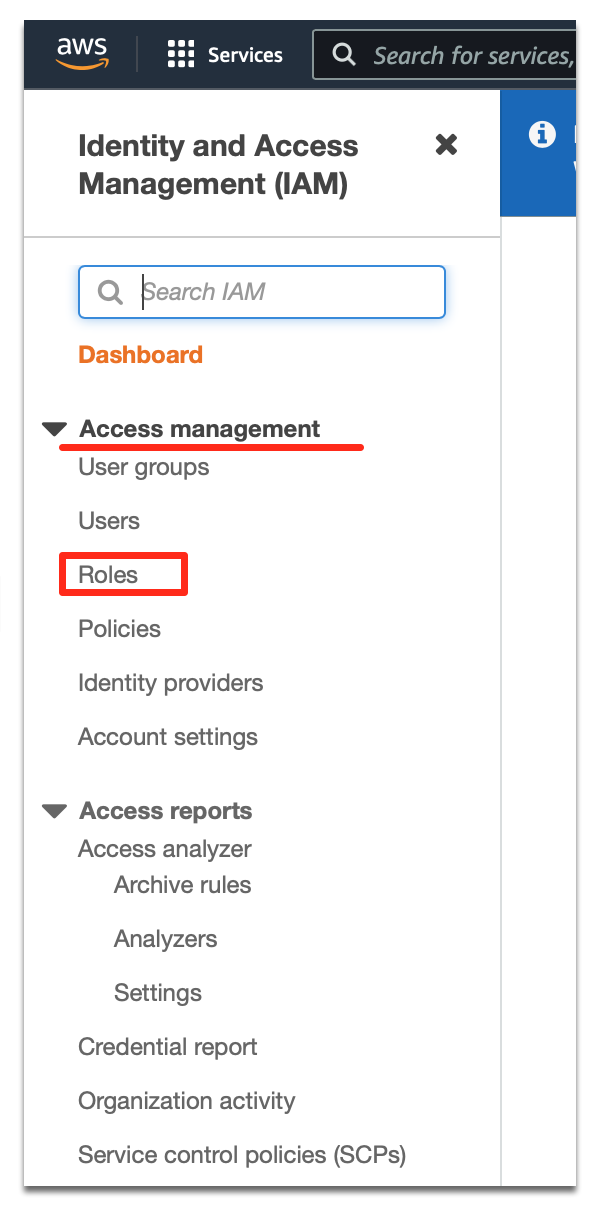 aws
Services
Search for services,
Identity and Access
Management (IAM)
Search IAM
Dashboard
Access management
User groups
Users
Roles
Policies
Identity providers
Account settings
Access reports
Access analyzer
Archive rules
Analyzers
Settings
Credential report
Organization activity
Service control policies (SCPs)